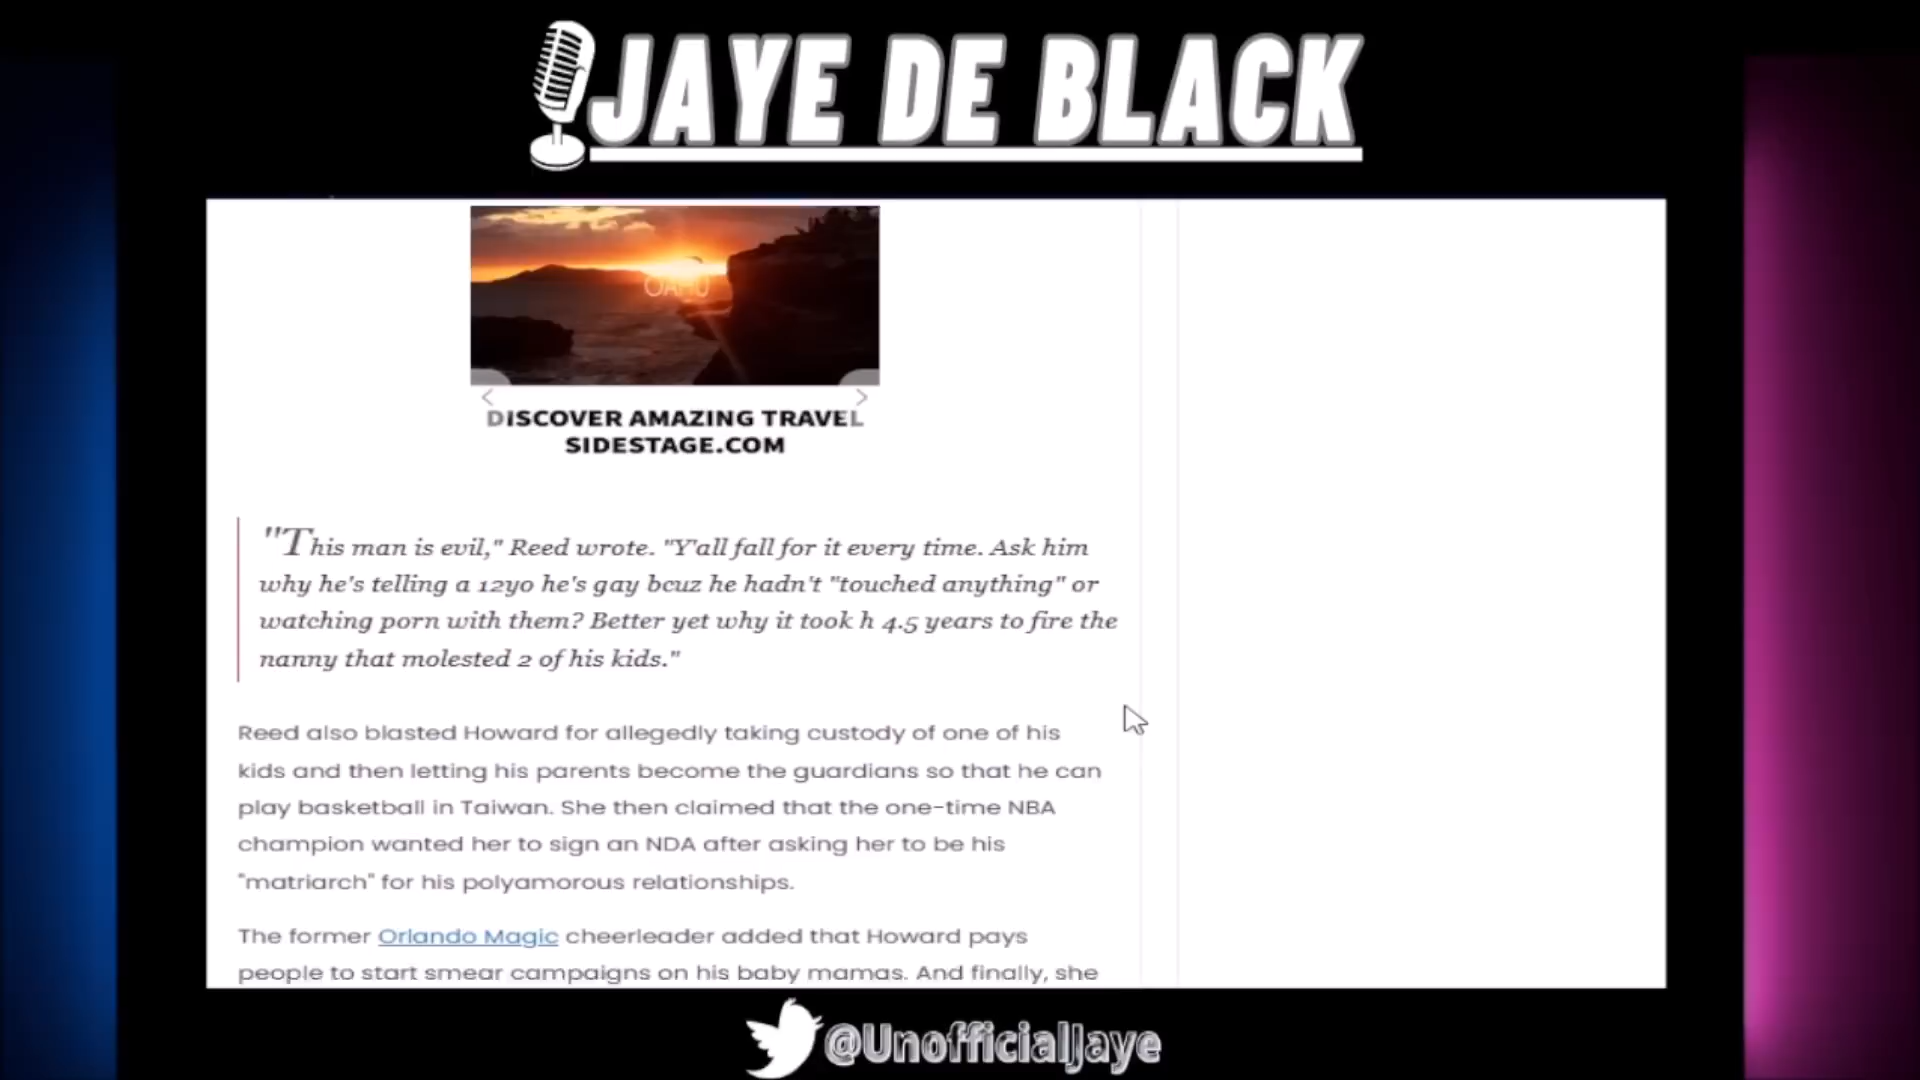 JAYE DE BLACK
OAHU
DISCOVER AMAZING TRAVEL
SIDESTAGE.COM
"This man is evil," Reed wrote. "Y'all fall for it every time. Ask him
why he's telling a 12yo he's gay bcuz he hadn't "touched anything" or
watching porn with them? Better yet why it took h 4.5 years to fire the
nanny that molested 2 of his kids."
Reed also blasted Howard for allegedly taking custody of one of his
kids and then letting his parents become the guardians so that he can
play basketball in Taiwan. She then claimed that the one-time NBA
champion wanted her to sign an NDA after asking her to be his
"matriarch" for his polyamorous relationships.
The former Orlando Magic cheerleader added that Howard pays
people to start smear campaigns on his baby mamas. And finally, she
@UnofficialJaye